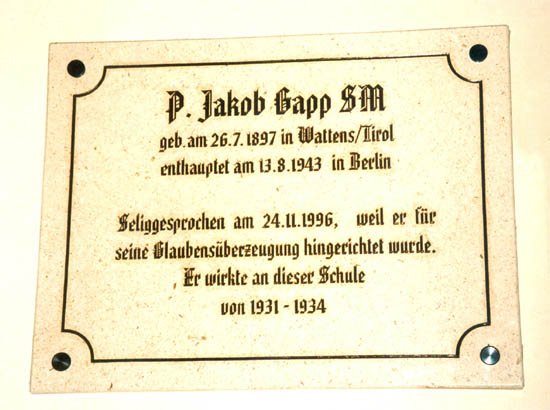 P. Jakob Gapp SM
geb. am 26.7.1897 in Wattens/Tirol
enthauptet am 13.8.1943 in Berlin
Seliggesprochen am 24.11.1996, weil er für
seine Glaubensüberzeugung hingerichtet wurde.
Er wirkte an dieser Schule
von 1931 - 1934